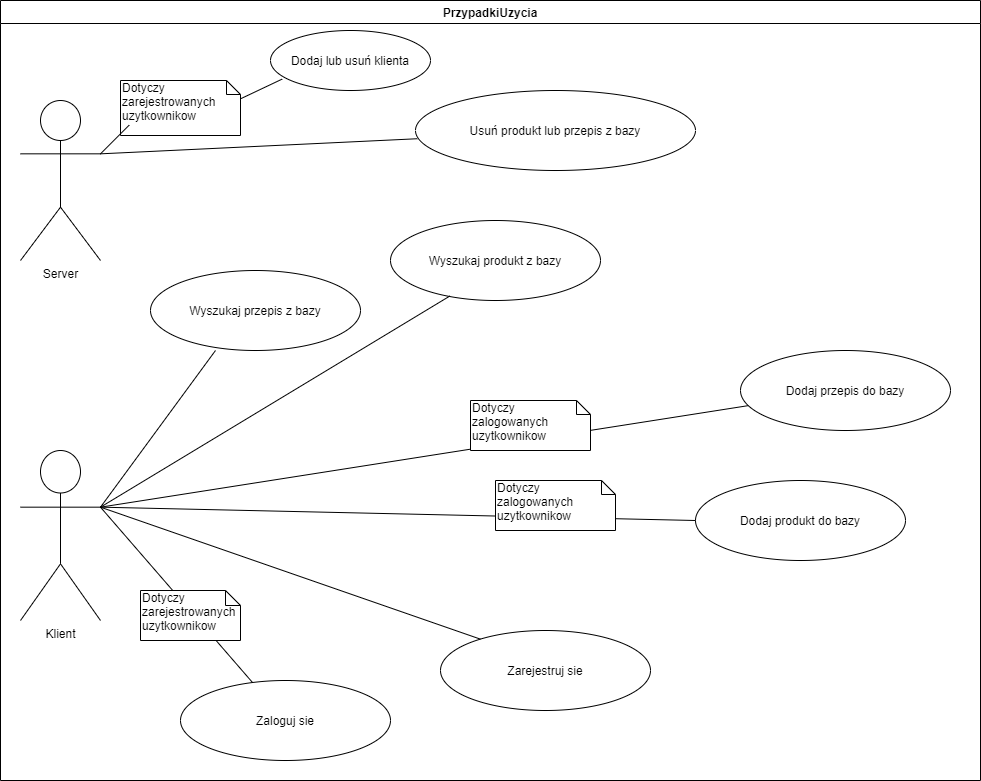 PrzypadkiUzycia
Dodaj lub usuń klienta
Dotyczy
zarejestrowanych
uzytkownikow
Usuń produkt lub przepis z bazy
Server
Wyszukaj produkt z bazy
Wyszukaj przepis z bazy
Dodaj przepis do bazy
Dotyczy
zalogowanych
uzytkownikow
Dotyczy
zalogowanych
uzytkownikow
Dodaj produkt do bazy
Dotyczy
zarejestrowanych
uzytkownikow
Klient
Zarejestruj sie
Zaloguj sie